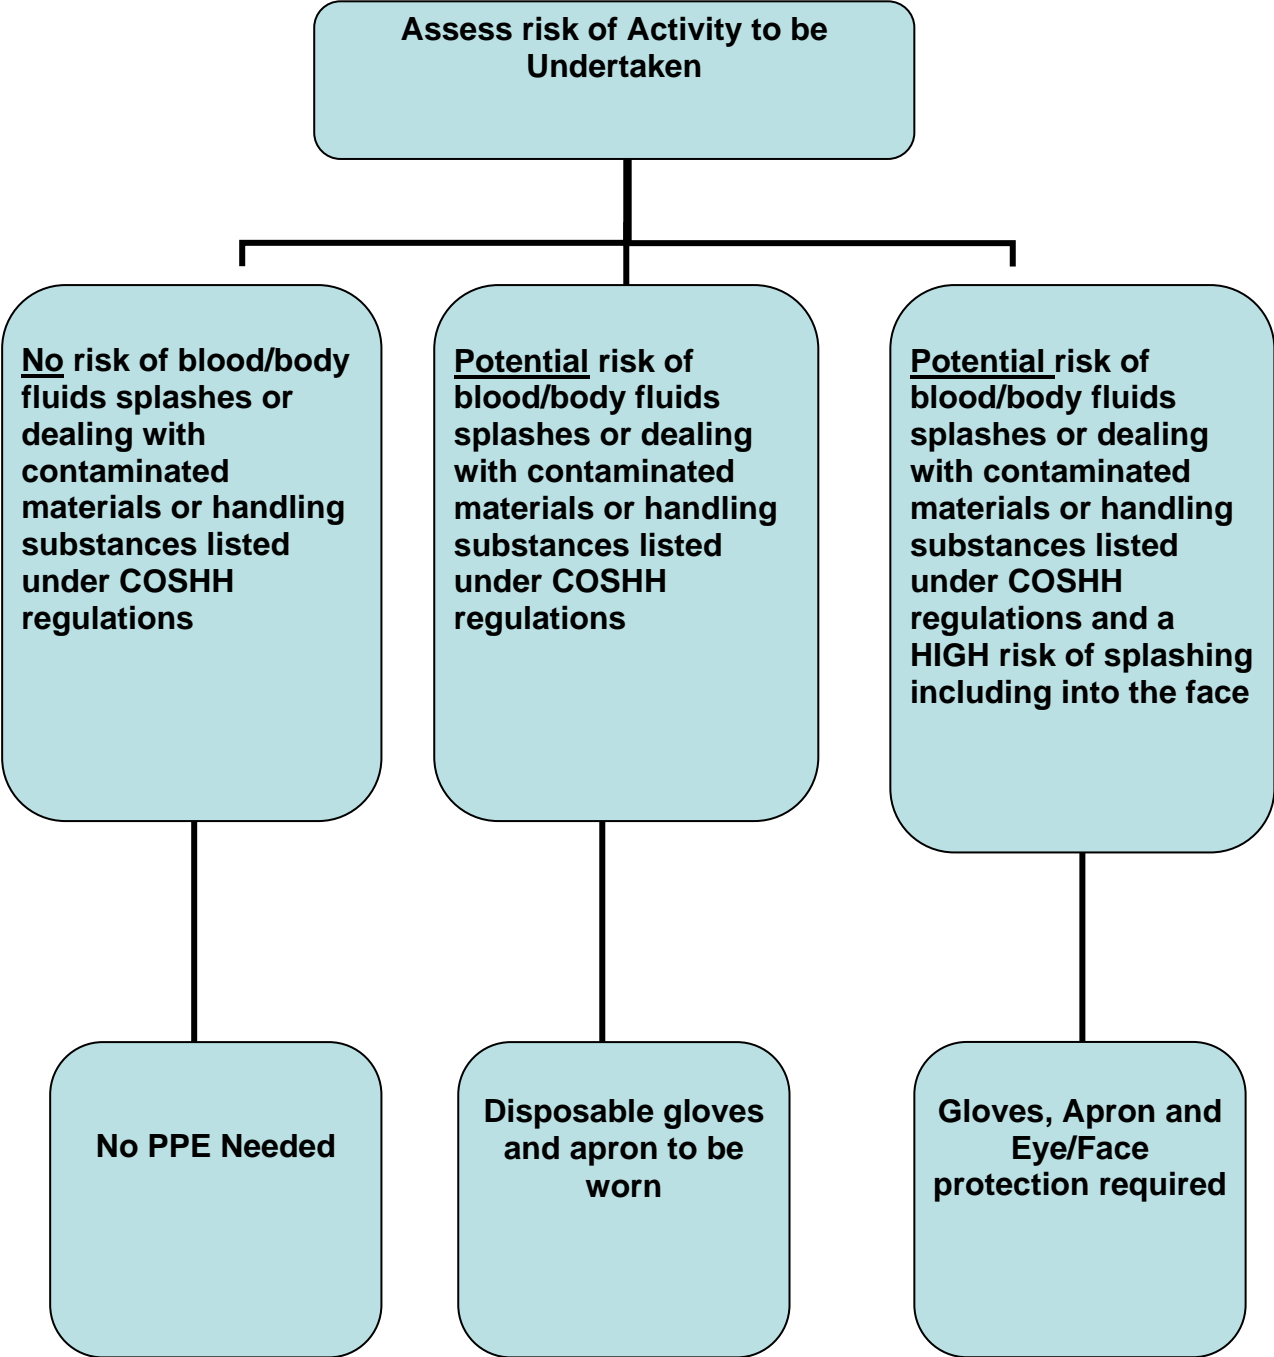 Assess risk of Activity to be
Undertaken
No risk of blood/body
fluids splashes or
dealing with
contaminated
materials or handling
substances listed
under COSHH
regulations
Potential risk of
blood/body fluids
splashes or dealing
with contaminated
materials or handling
substances listed
under COSHH
regulations
Potential risk of
blood/body fluids
splashes or dealing
with contaminated
materials or handling
substances listed
under COSHH
regulations and a
HIGH risk of splashing
including into the face
No PPE Needed
Disposable gloves
and apron to be
worn
Gloves, Apron and
Eye/Face
protection required